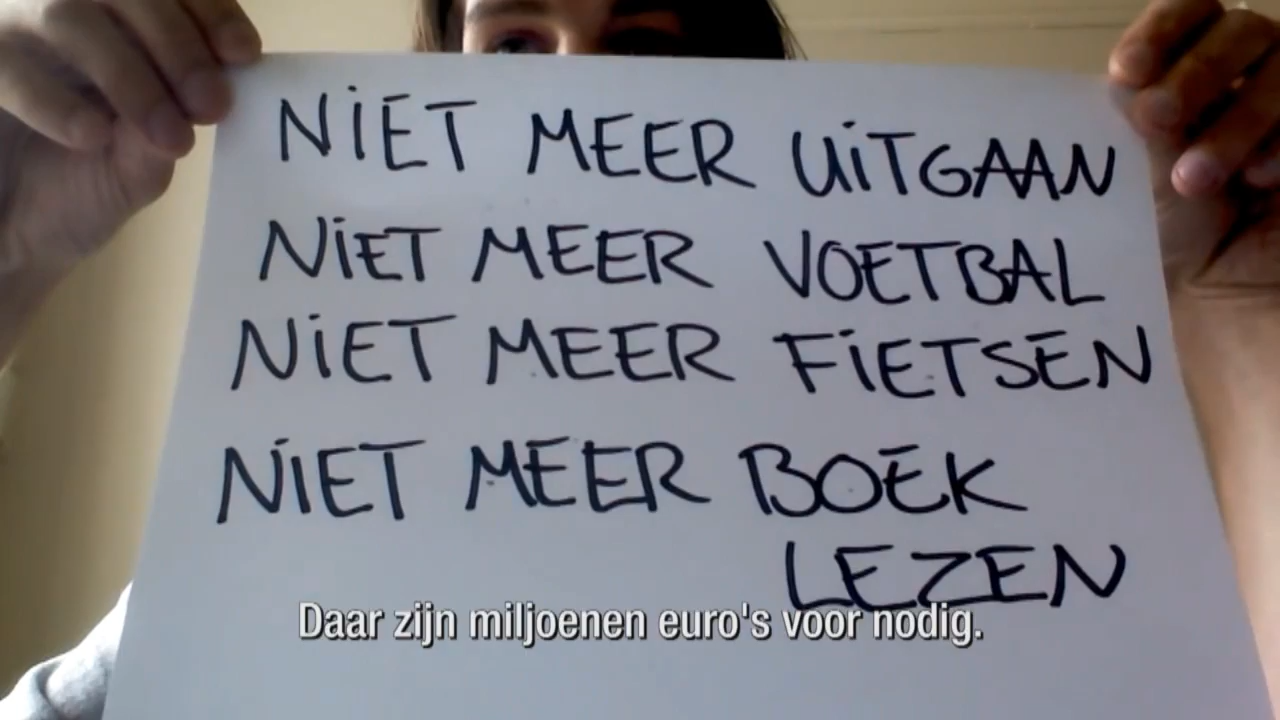 NIET MEER UITGAAN
NIET MEER VOETBAL
NIET MEER FIETSEN
NIET MEER BOEK
LEZEN
Daar zijn miljoenen euro's voor nodig.